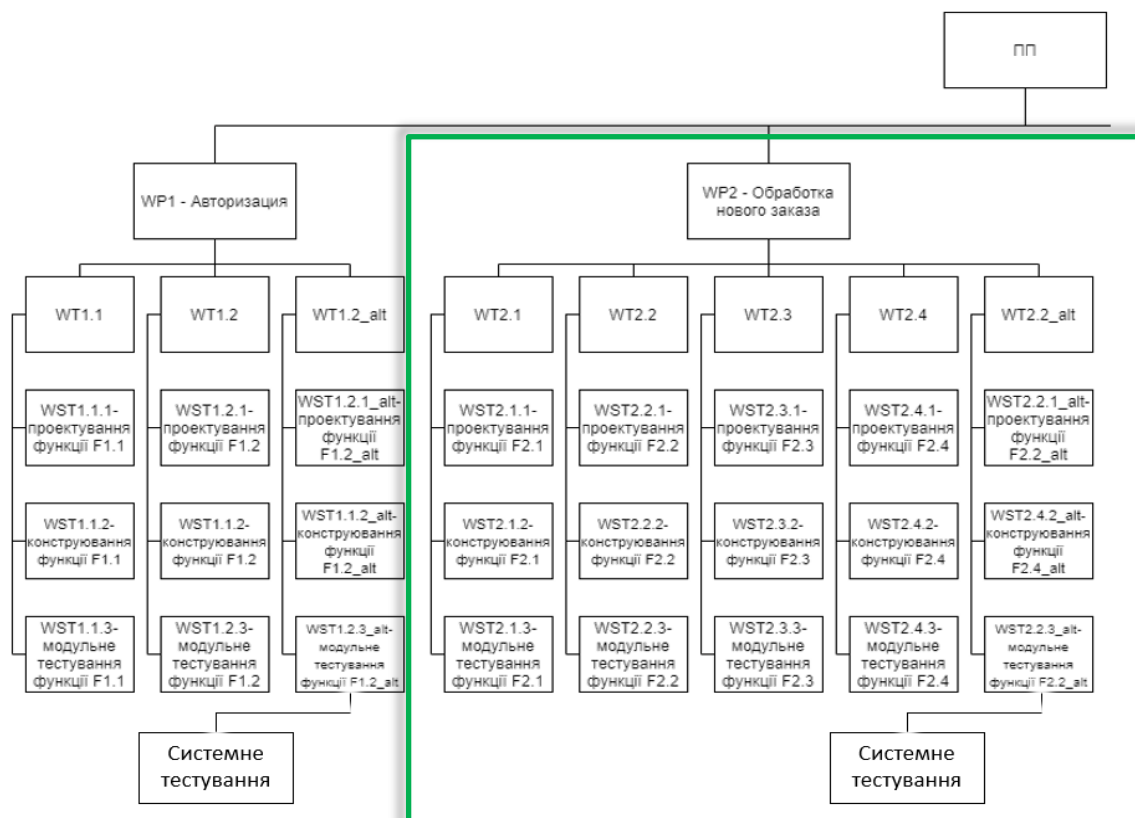 ПП
WP1 - Авторизация
WP2 - Обработка
нового заказа
WT1.1
WT1.2
WT1.2_alt
WT2.1
WT2.2
WT2.3
WT2.4
WT2.2_alt
WST1.1.1-
проектування
функції F1.1
WST1.2.1-
проектування
функції F1.2
WST1.2.1_alt-
проектування
функції
F1.2_alt
WST2.1.1-
проектування
функції F2.1
WST2.2.1-
проектування
функції F2.2
WST2.3.1-
проектування
функції F2.3
WST2.4.1-
проектування
функції F2.4
WST2.2.1_alt-
проектування
функції
F2.2_alt
WST1.1.2-
конструювання
функції F1.1
WST1.1.2-
конструювання
функції F1.2
WST1.1.2_alt-
конструювання
функції
F1.2_alt
WST2.1.2-
конструювання
функції F2.1
WST2.2.2-
конструювання
функції F2.2
WST2.3.2-
конструювання
функції F2.3
WST2.4.2-
конструювання
функції F2.4
WST2.4.2_alt-
конструювання
функції
F2.4_alt
WST1.1.3-
модульне
тестування
функції F1.1
WST1.2.3-
модульне
тестування
функції F1.2
WST1.2.3_alt-
модульне
тестування
функції F1.2_alt
WST2.1.3-
модульне
тестування
функції F2.1
WST2.2.3-
модульне
тестування
функції F2.2
WST2.3.3-
модульне
тестування
функції F2.3
WST2.4.3-
модульне
тестування
функції F2.4
WST2.2.3_alt-
модульне
тестування
функції F2.2_alt
Системне
тестування
Системне
тестування